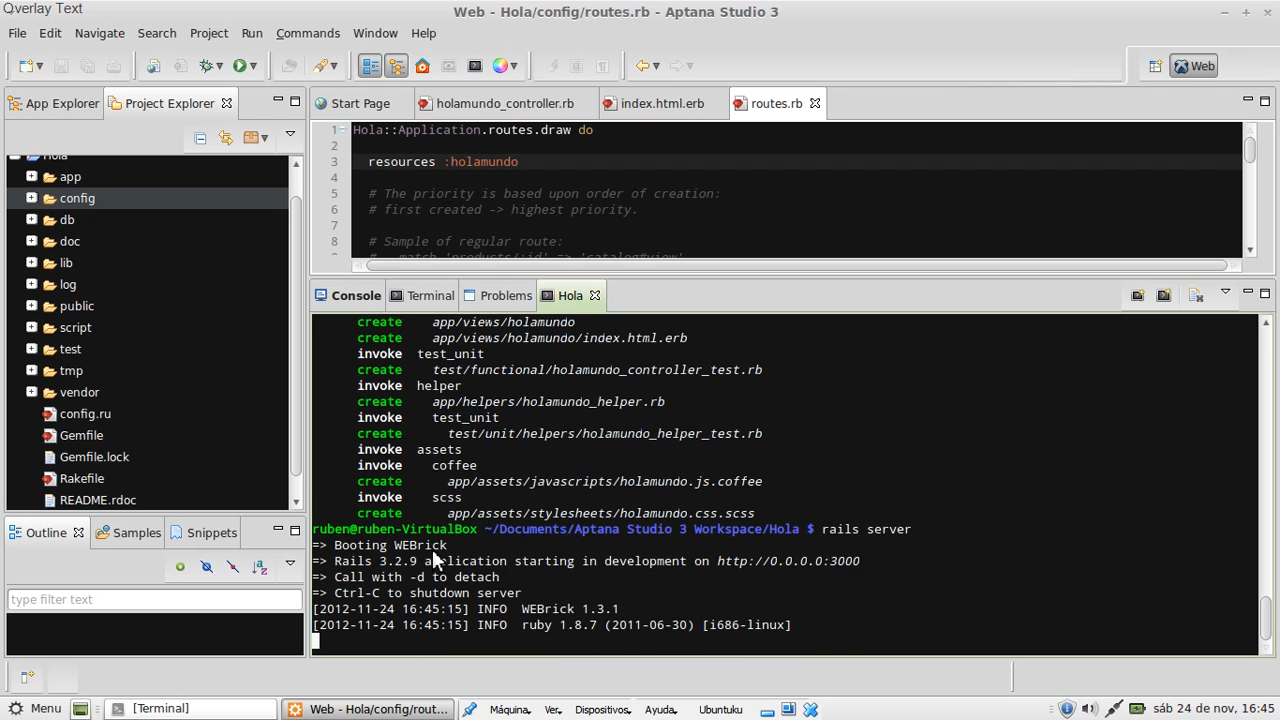 Qverlay Text
Web - Hola/config/routes.rb - Aptana Studio 3
File Edit Navigate Search Project Run Commands Window Help
Web
App Explorer Project Explorer
Start Page holamundo_controller.rb index.html.erb routes.rb
Hola
app
config
db
doc
lib
log
public
script
test
tmp
vendor
config.ru
Gemfile
Gemfile.lock
Rakefile
README.rdoc
1 Hola::Application.routes.draw do
2
3 resources :holamundo
4
5 # The priority is based upon order of creation:
6 # first created -> highest priority.
7
8 # Sample of regular route:
# match 'products/:id' => 'catalog#view'
Console Terminal Problems Hola
create app/views/holamundo
create app/views/holamundo/index.html.erb
invoke test_unit
create test/functional/holamundo_controller_test.rb
invoke helper
create app/helpers/holamundo_helper.rb
invoke test_unit
create test/unit/helpers/holamundo_helper_test.rb
invoke assets
invoke coffee
create app/assets/javascripts/holamundo.js.coffee
invoke scss
create app/assets/stylesheets/holamundo.css.scss
ruben@ruben-VirtualBox ~/Documents/Aptana Studio 3 Workspace/Hola $ rails server
=> Booting WEBrick
=> Rails 3.2.9 application starting in development on http://0.0.0.0:3000
=> Call with -d to detach
=> Ctrl-C to shutdown server
[2012-11-24 16:45:15] INFO WEBrick 1.3.1
[2012-11-24 16:45:15] INFO ruby 1.8.7 (2011-06-30) [i686-linux]
Outline Samples Snippets
type filter text
Menu [Terminal] Web - Hola/config/rout... Máquina Ver Dispositivos Ayuda Ubuntuku sáb 24 de nov, 16:45